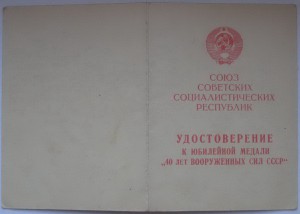 СОЮЗ
СОВЕТСКИХ
СОЦИАЛИСТИЧЕСКИХ
РЕСПУБЛИК
УДОСТОВЕРЕНИЕ
К ЮБИЛЕЙНОЙ МЕДАЛИ
„40 ЛЕТ ВООРУЖЕННЫХ СИЛ СССР“